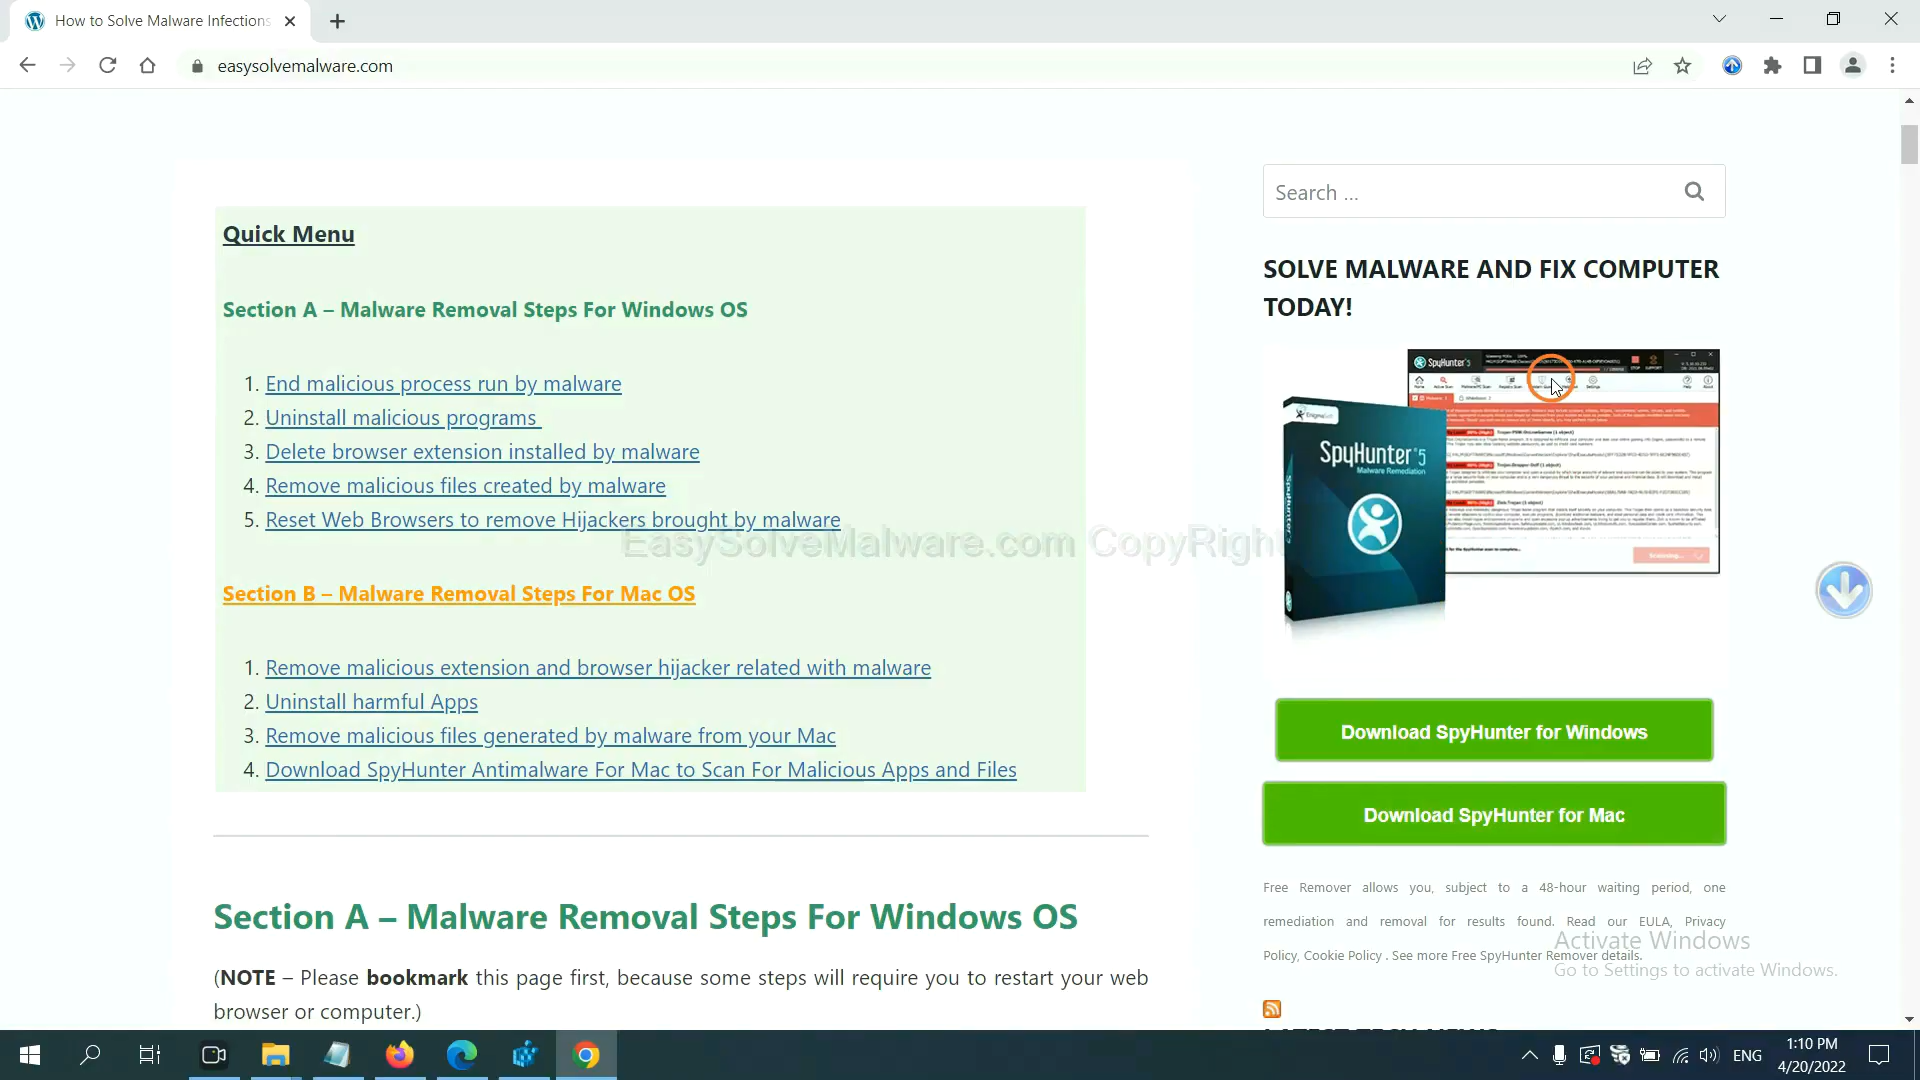 How to Solve Malware Infections
easysolvemalware.com
Quick Menu
Section A – Malware Removal Steps For Windows OS
1. End malicious process run by malware
2. Uninstall malicious programs
3. Delete browser extension installed by malware
4. Remove malicious files created by malware
5. Reset Web Browsers to remove Hijackers brought by malware
EasySolveMalware.com CopyRigh
Section B – Malware Removal Steps For Mac OS
1. Remove malicious extension and browser hijacker related with malware
2. Uninstall harmful Apps
3. Remove malicious files generated by malware from your Mac
4. Download SpyHunter Antimalware For Mac to Scan For Malicious Apps and Files
Section A – Malware Removal Steps For Windows OS
(NOTE – Please bookmark this page first, because some steps will require you to restart your web
browser or computer.)
Search ...
SOLVE MALWARE AND FIX COMPUTER
TODAY!
SpyHunter 5
SpyHunter 5
Malware Remediation
Download SpyHunter for Windows
Download SpyHunter for Mac
Free Remover allows you, subject to a 48-hour waiting period, one
remediation and removal for results found. Read our EULA, Privacy
Policy, Cookie Policy . See more Free SpyHunter Remover details.
Activate Windows
Go to Settings to activate Windows.
LATEST TECH NEWS
ENG
1:10 PM
4/20/2022